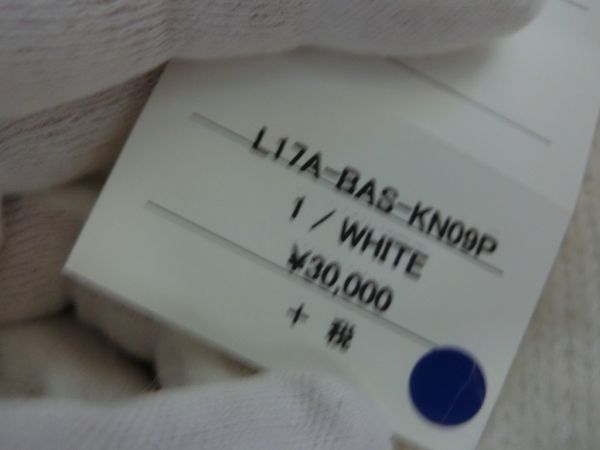 L17A-BAS-KN09P
1 / WHITE
¥30,000
+ 税